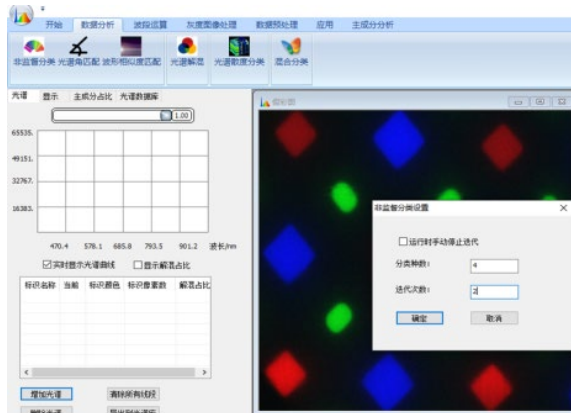 开始 数据分析 波段运算 灰度图像处理 数据预处理 应用 主成分分析
非监督分类 光谱角匹配 波形相似度匹配 光谱解混 光谱散度分类 混合分类
光谱 显示 主成分占比 光谱数据库
1.00
65535.
49151.
32767.
16383.
470.4 578.1 685.8 793.5 901.2 波长/nm
实时显示光谱曲线 显示解混占比
标识名称 当前 标识颜色 标识像素数 解混占比
增加光谱 清除所有线段
非监督分类设置
运行时手动停止迭代
分类种数: 4
迭代次数: 2
确定 取消